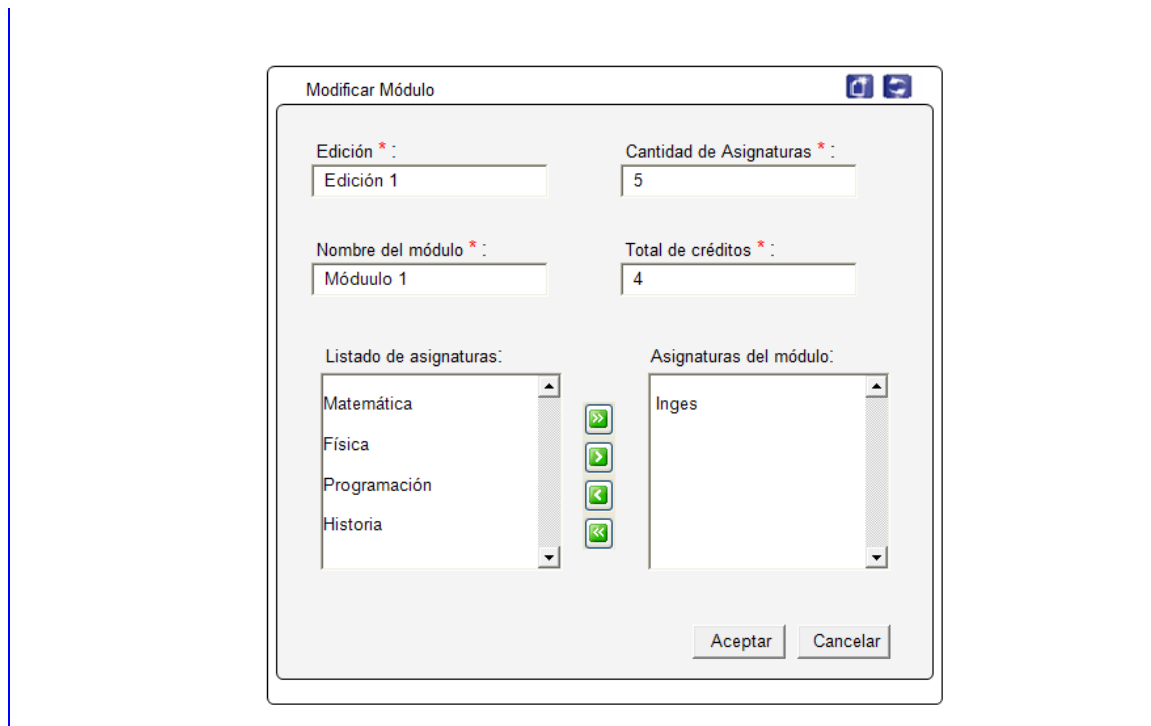 Modificar Módulo
Edición * :
Cantidad de Asignaturas * :
Edición 1
5
Nombre del módulo * :
Total de créditos * :
Móduulo 1
4
Listado de asignaturas:
Asignaturas del módulo:
Matemática
Física
Programación
Historia
Inges
Aceptar
Cancelar